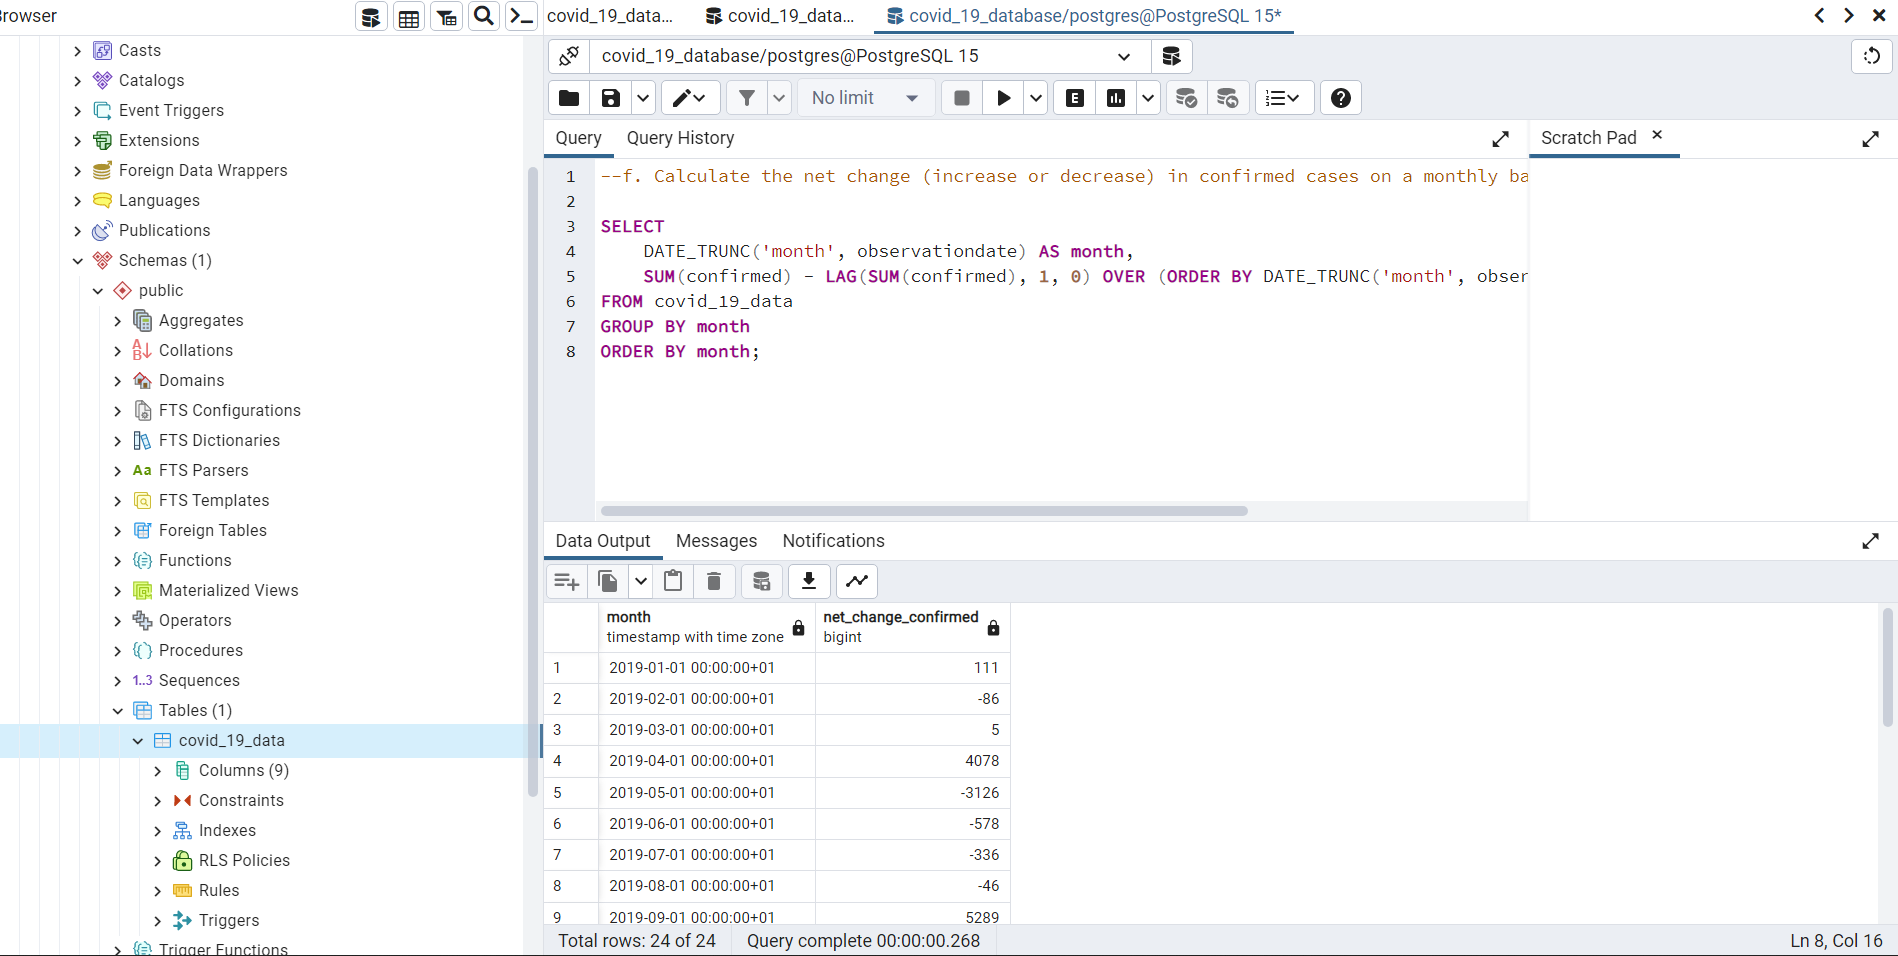 Browser
Casts
Catalogs
Event Triggers
Extensions
Foreign Data Wrappers
Languages
Publications
Schemas (1)
public
Aggregates
Collations
Domains
FTS Configurations
FTS Dictionaries
Aa FTS Parsers
FTS Templates
Foreign Tables
Functions
Materialized Views
Operators
Procedures
1..3 Sequences
Tables (1)
covid_19_data
Columns (9)
Constraints
Indexes
RLS Policies
Rules
Triggers
Trigger Functions
covid_19_data... covid_19_data... covid_19_database/postgres@PostgreSQL 15*
covid_19_database/postgres@PostgreSQL 15
No limit
Query Query History
Scratch Pad
1 --f. Calculate the net change (increase or decrease) in confirmed cases on a monthly ba
2
3 SELECT
4 DATE_TRUNC('month', observationdate) AS month,
5 SUM(confirmed) - LAG(SUM(confirmed), 1, 0) OVER (ORDER BY DATE_TRUNC('month', obser
6 FROM covid_19_data
7 GROUP BY month
8 ORDER BY month;
Data Output Messages Notifications
month net_change_confirmed
timestamp with time zone bigint
1 2019-01-01 00:00:00+01 111
2 2019-02-01 00:00:00+01 -86
3 2019-03-01 00:00:00+01 5
4 2019-04-01 00:00:00+01 4078
5 2019-05-01 00:00:00+01 -3126
6 2019-06-01 00:00:00+01 -578
7 2019-07-01 00:00:00+01 -336
8 2019-08-01 00:00:00+01 -46
9 2019-09-01 00:00:00+01 5289
Total rows: 24 of 24 Query complete 00:00:00.268 Ln 8, Col 16